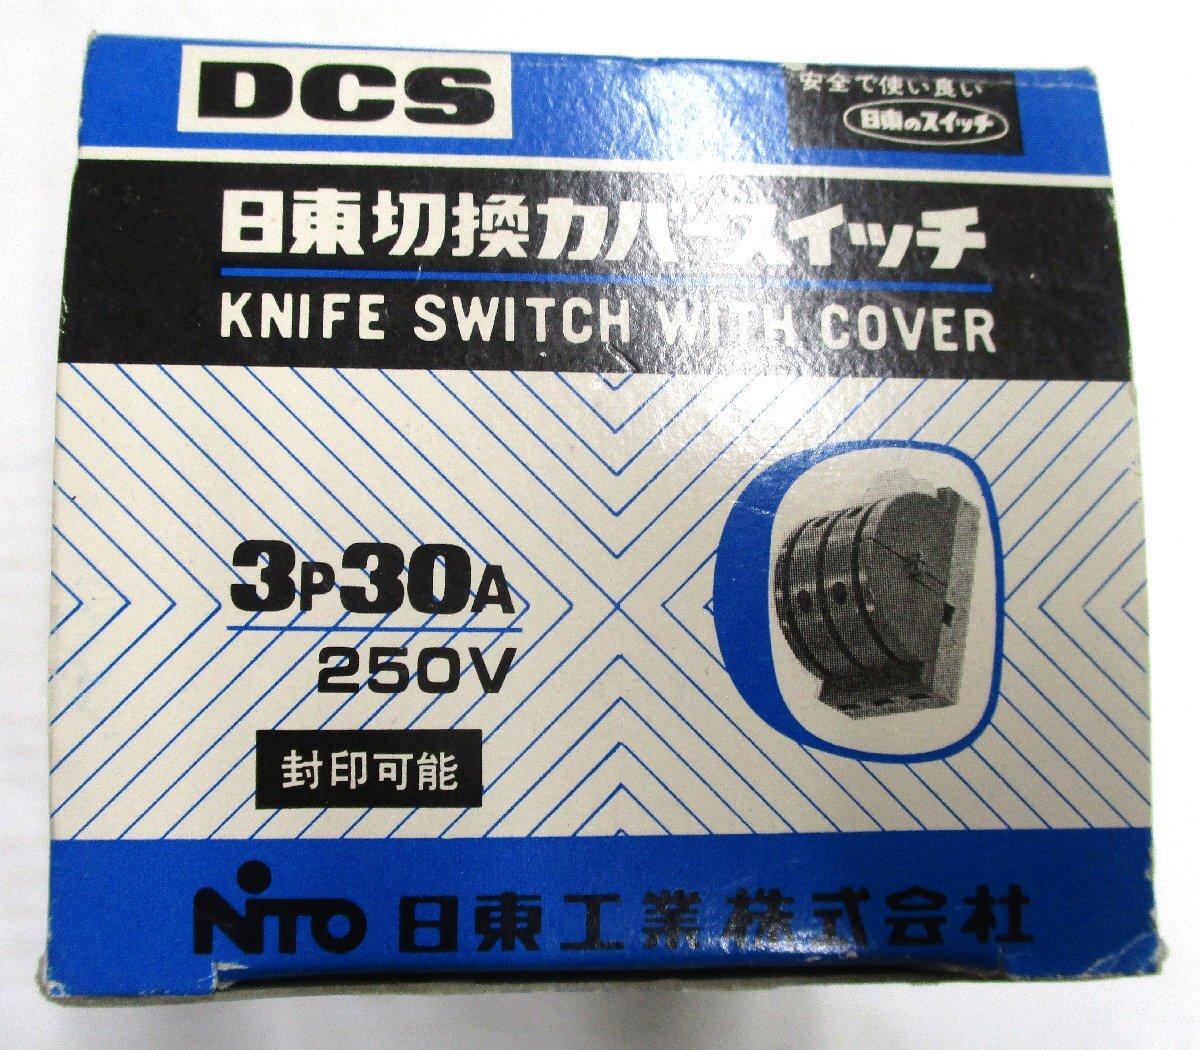 DCS
安全で使い良い
日東のスイッチ
日東切換カバースイッチ
KNIFE SWITCH WITH COVER
3P30A
250V
封印可能
NITO 日東工業株式会社